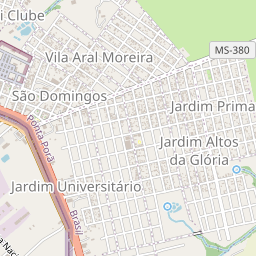 i Clube
Vila Aral Moreira
MS-380
São Domingos
Jardim Prima
Ponta Porã
Jardim Altos
da Glória
Jardim Universitário
Brasil